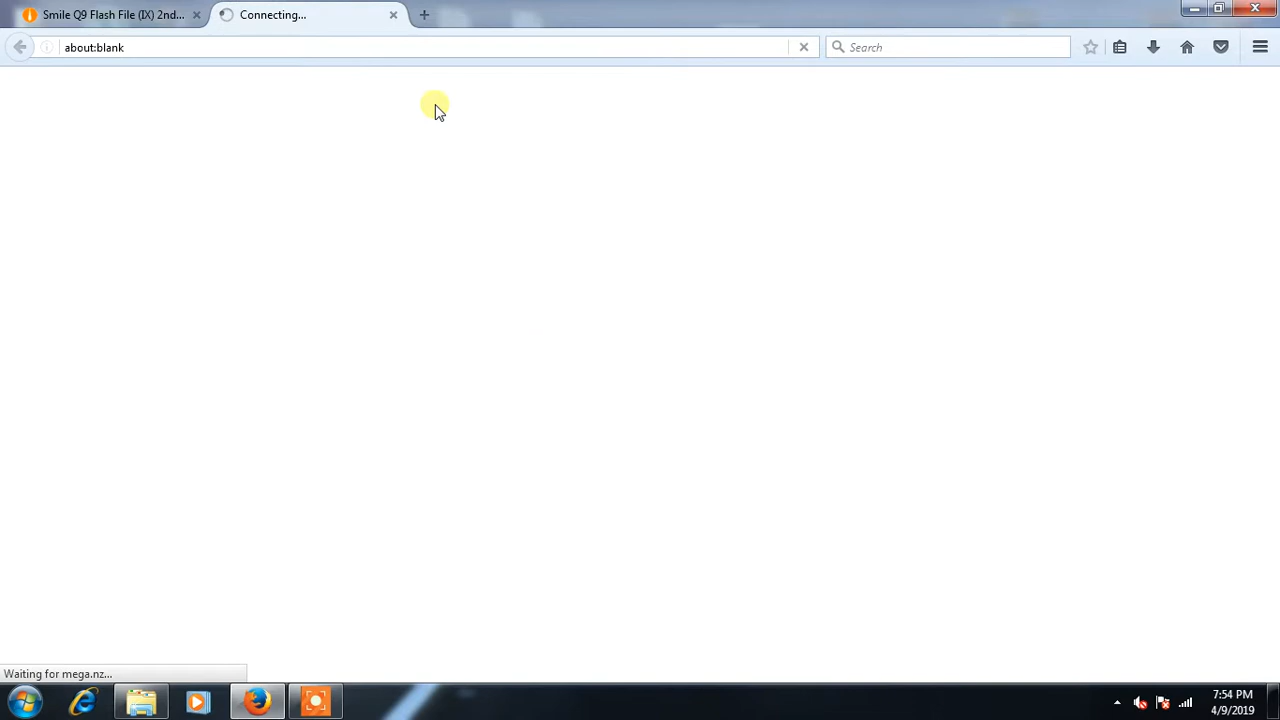 Smile Q9 Flash File (IX) 2nd...
Connecting...
about:blank
Search
Waiting for mega.nz...
7:54 PM
4/9/2019